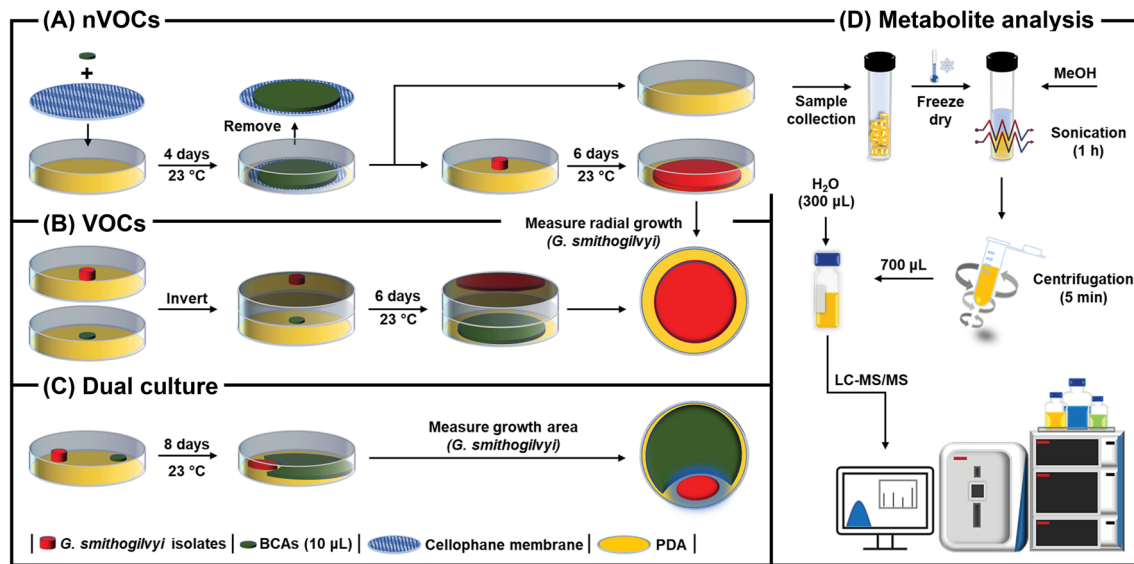 (A) nVOCs
+
Remove
4 days
23 °C
6 days
23 °C
Measure radial growth
(G. smithogilvyi)
(B) VOCs
Invert
6 days
23 °C
(C) Dual culture
8 days
23 °C
Measure growth area
(G. smithogilvyi)
G. smithogilvyi isolates
BCAs (10 µL)
Cellophane membrane
PDA
(D) Metabolite analysis
Sample
collection
Freeze
dry
MeOH
Sonication
(1 h)
H₂O
(300 µL)
700 µL
Centrifugation
(5 min)
LC-MS/MS